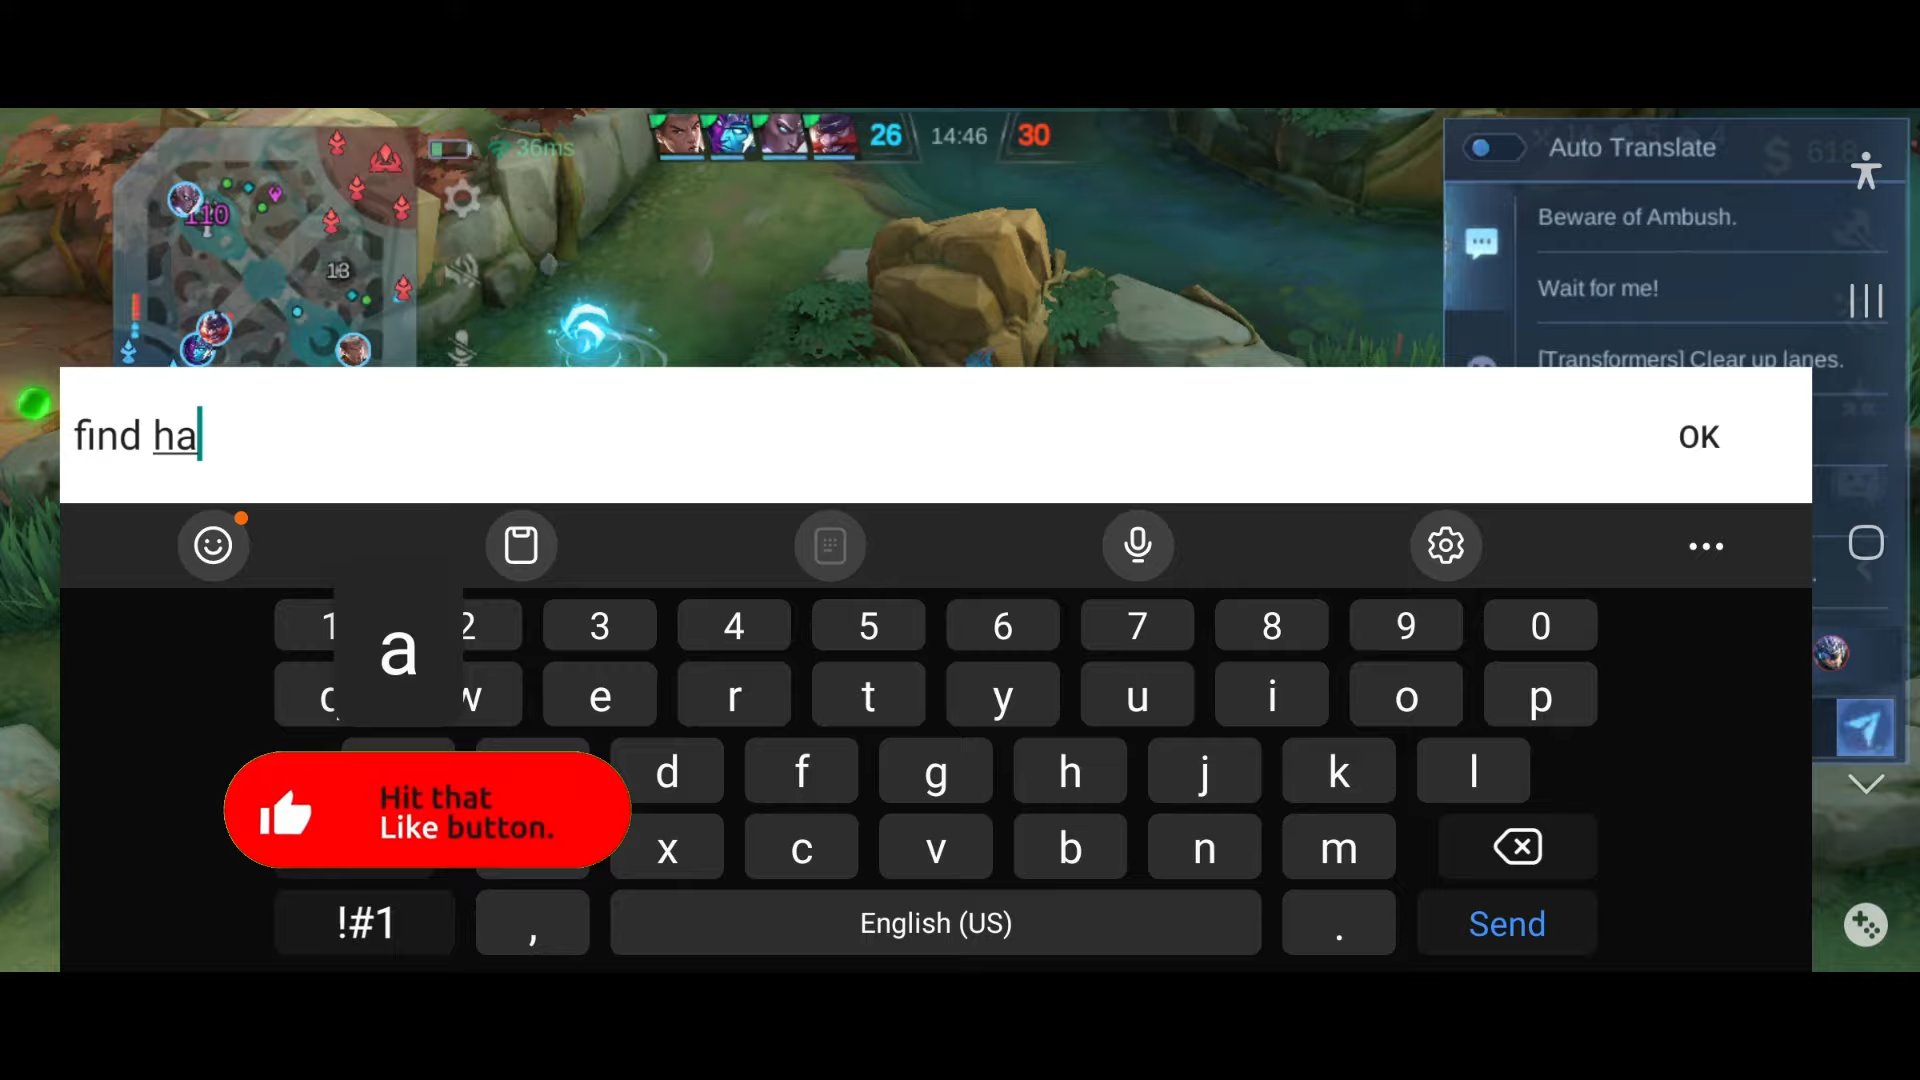 36ms
26 14:46 30
110
13
Auto Translate
618
Beware of Ambush.
Wait for me!
[Transformers] Clear up lanes.
find ha
OK
1 2 3 4 5 6 7 8 9 0
a
q w e r t y u i o p
d f g h j k l
Hit that
Like button.
x c v b n m
!#1 , English (US) . Send